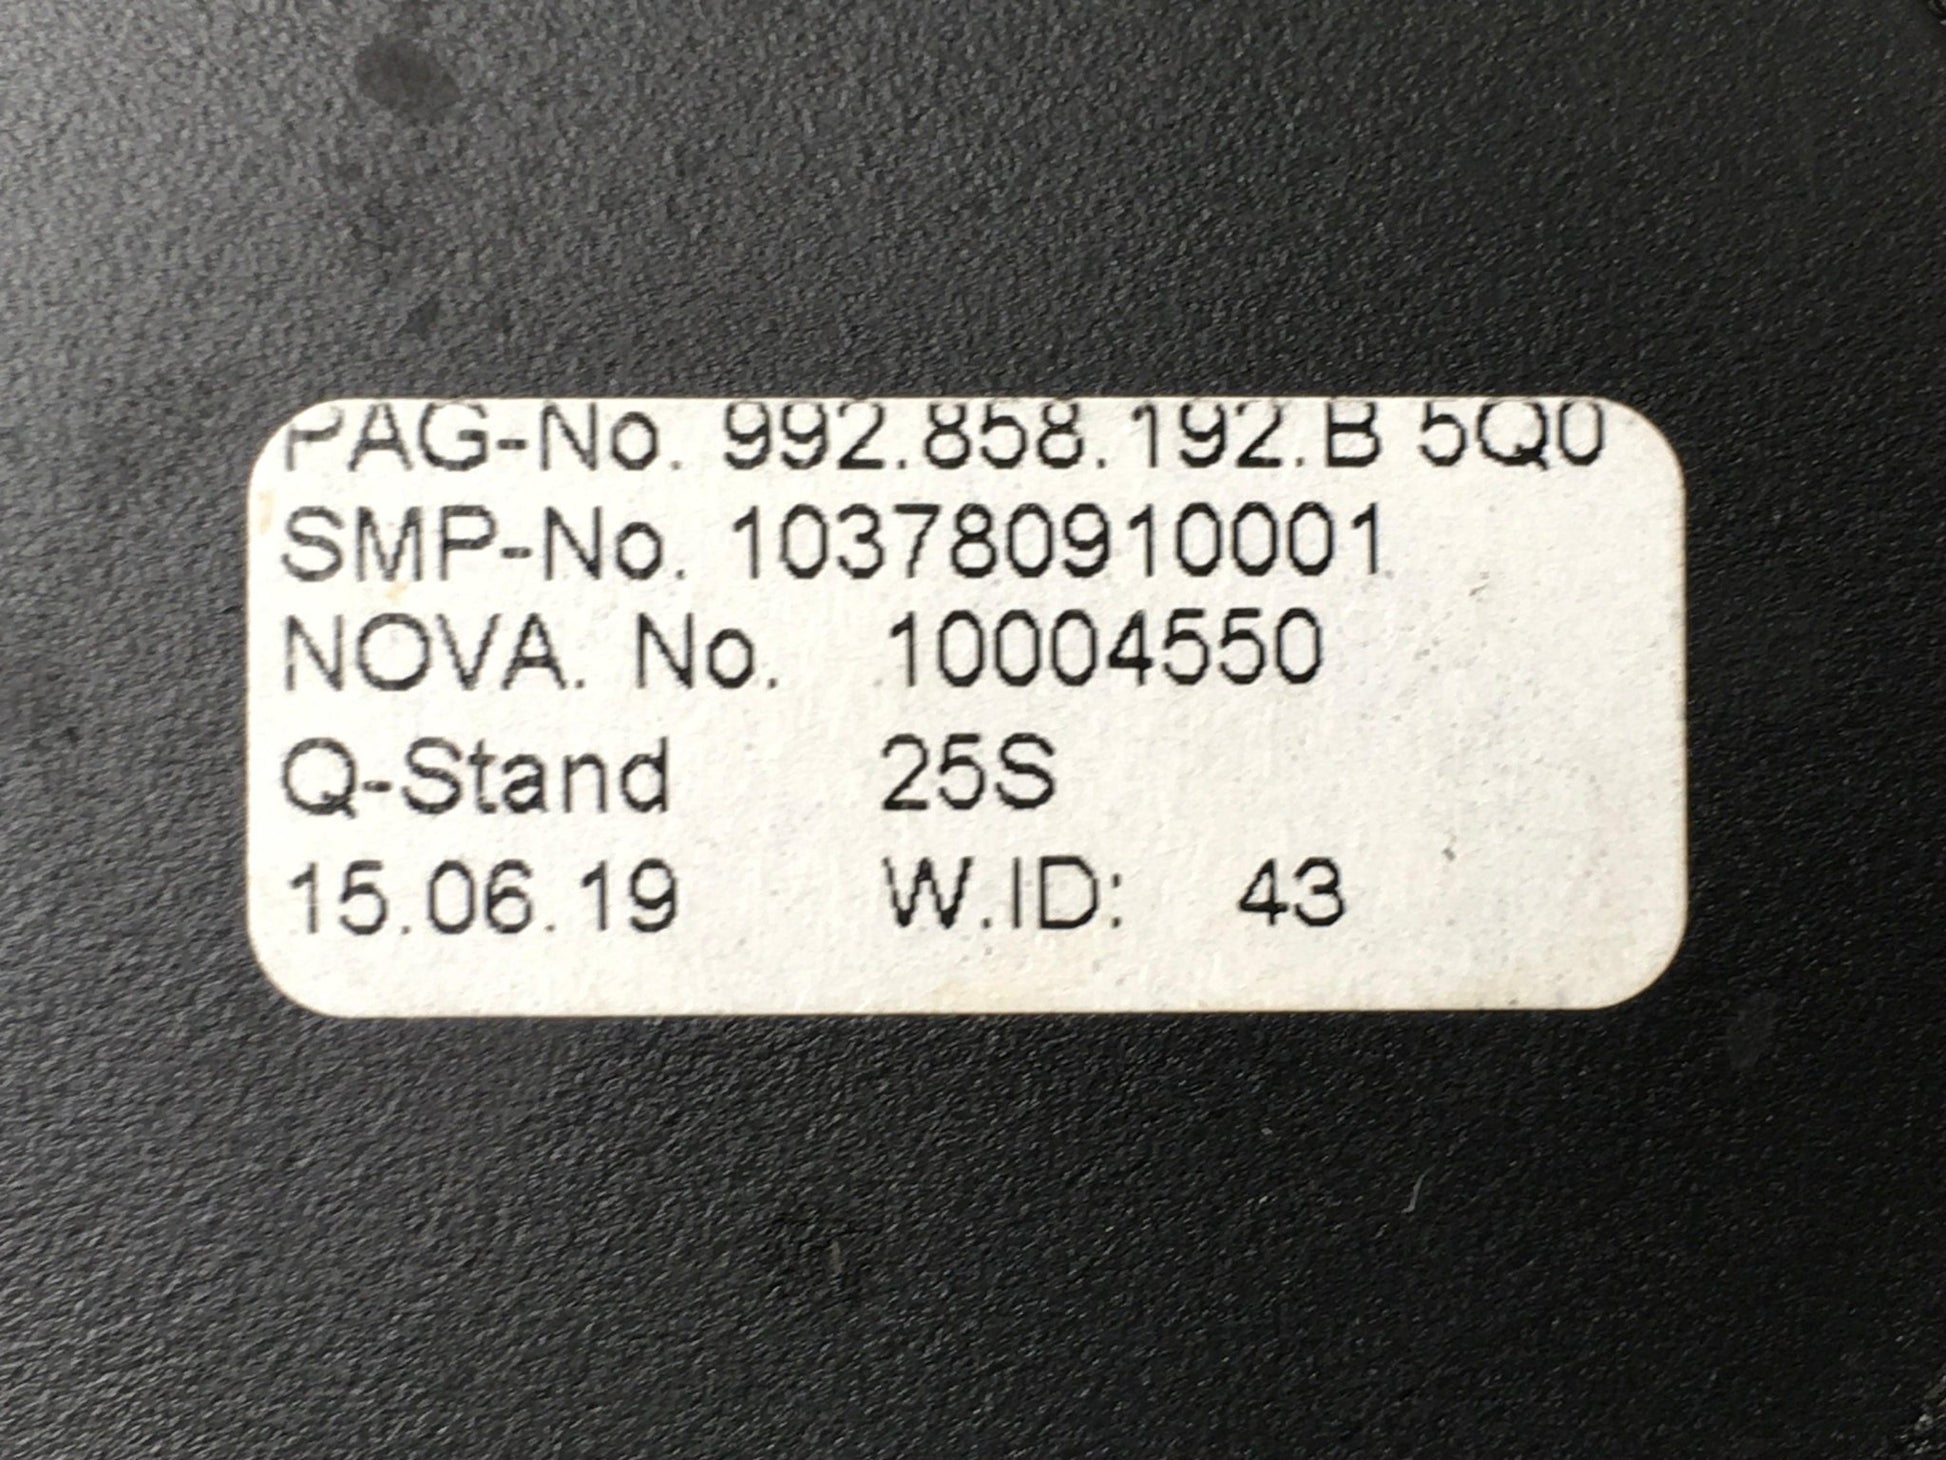 PAG-No. 992.858.192.B 5Q0
SMP-No. 103780910001
NOVA. No. 10004550
Q-Stand 25S
15.06.19 W.ID: 43